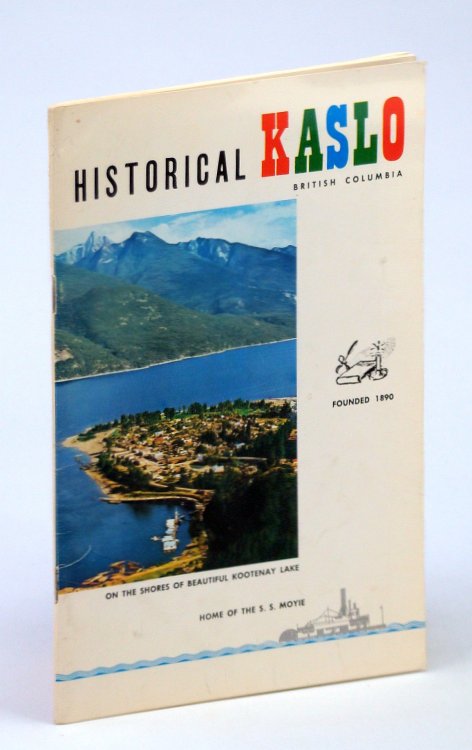 HISTORICAL KASLO
BRITISH COLUMBIA
FOUNDED 1890
ON THE SHORES OF BEAUTIFUL KOOTENAY LAKE
HOME OF THE S. S. MOYIE